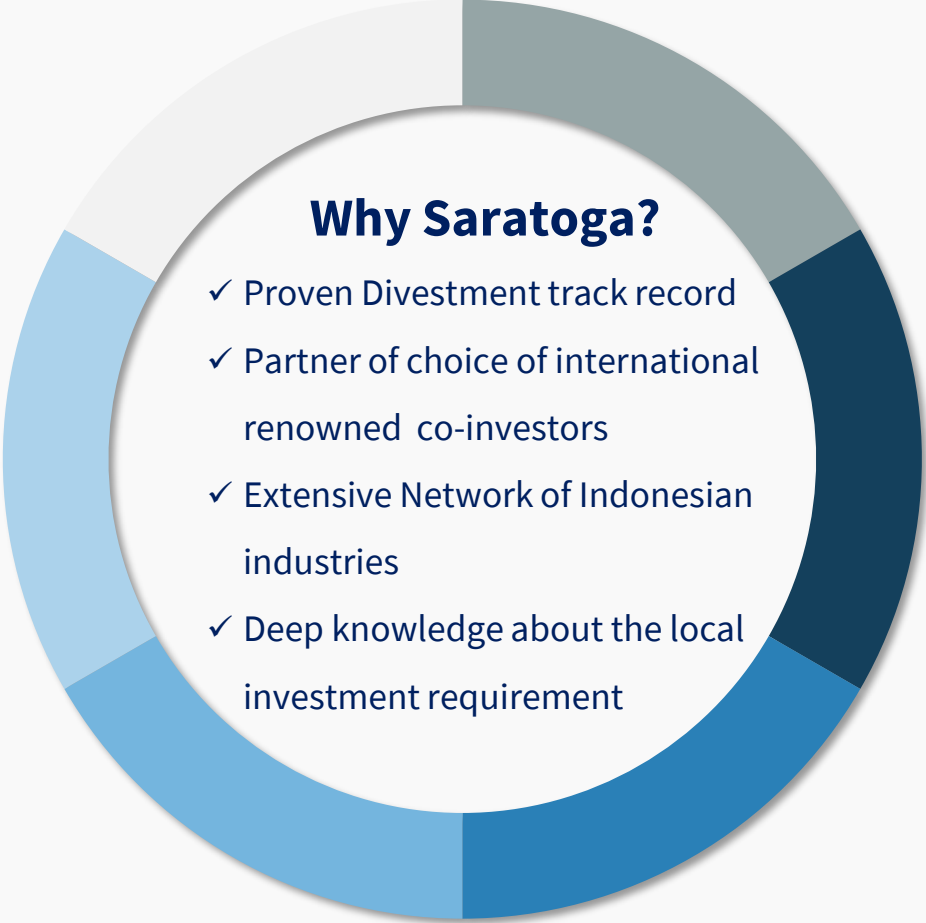 Why Saratoga?
✓ Proven Divestment track record
✓ Partner of choice of international
renowned  co-investors
✓ Extensive Network of Indonesian
industries
✓ Deep knowledge about the local
investment requirement